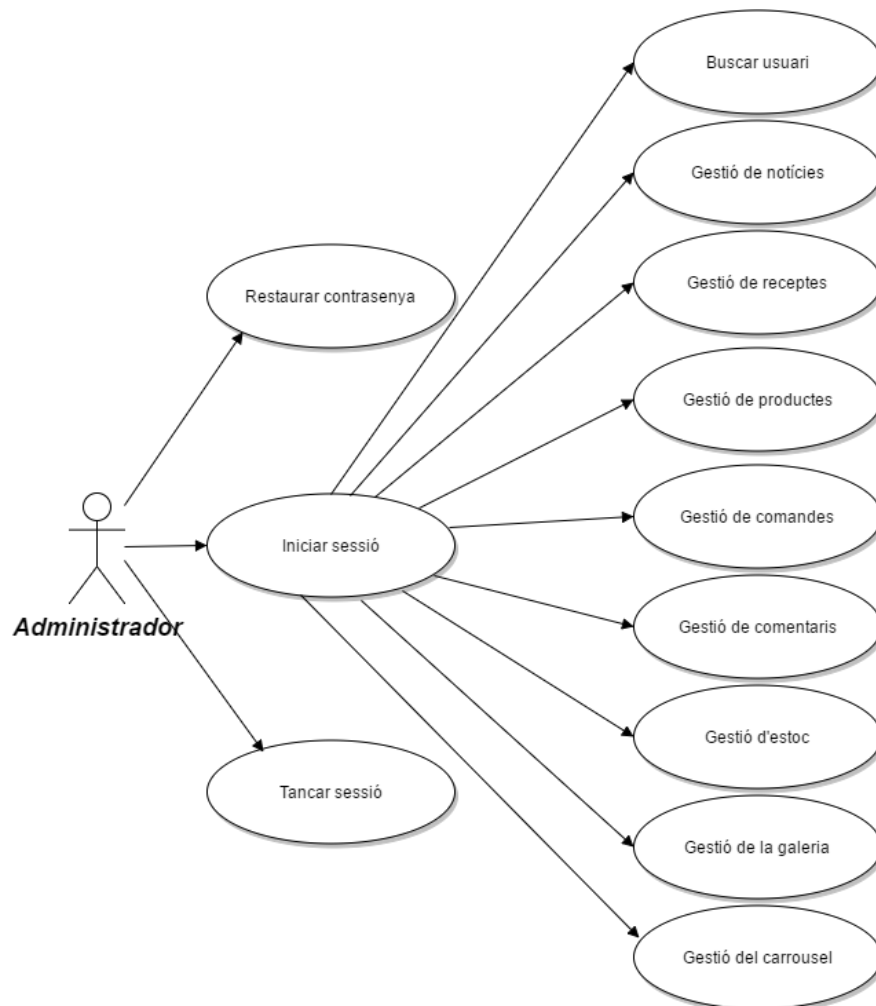 Buscar usuari
Gestió de notícies
Gestió de receptes
Restaurar contrasenya
Gestió de productes
Gestió de comandes
Iniciar sessió
Administrador
Gestió de comentaris
Gestió d'estoc
Tancar sessió
Gestió de la galeria
Gestió del carrousel